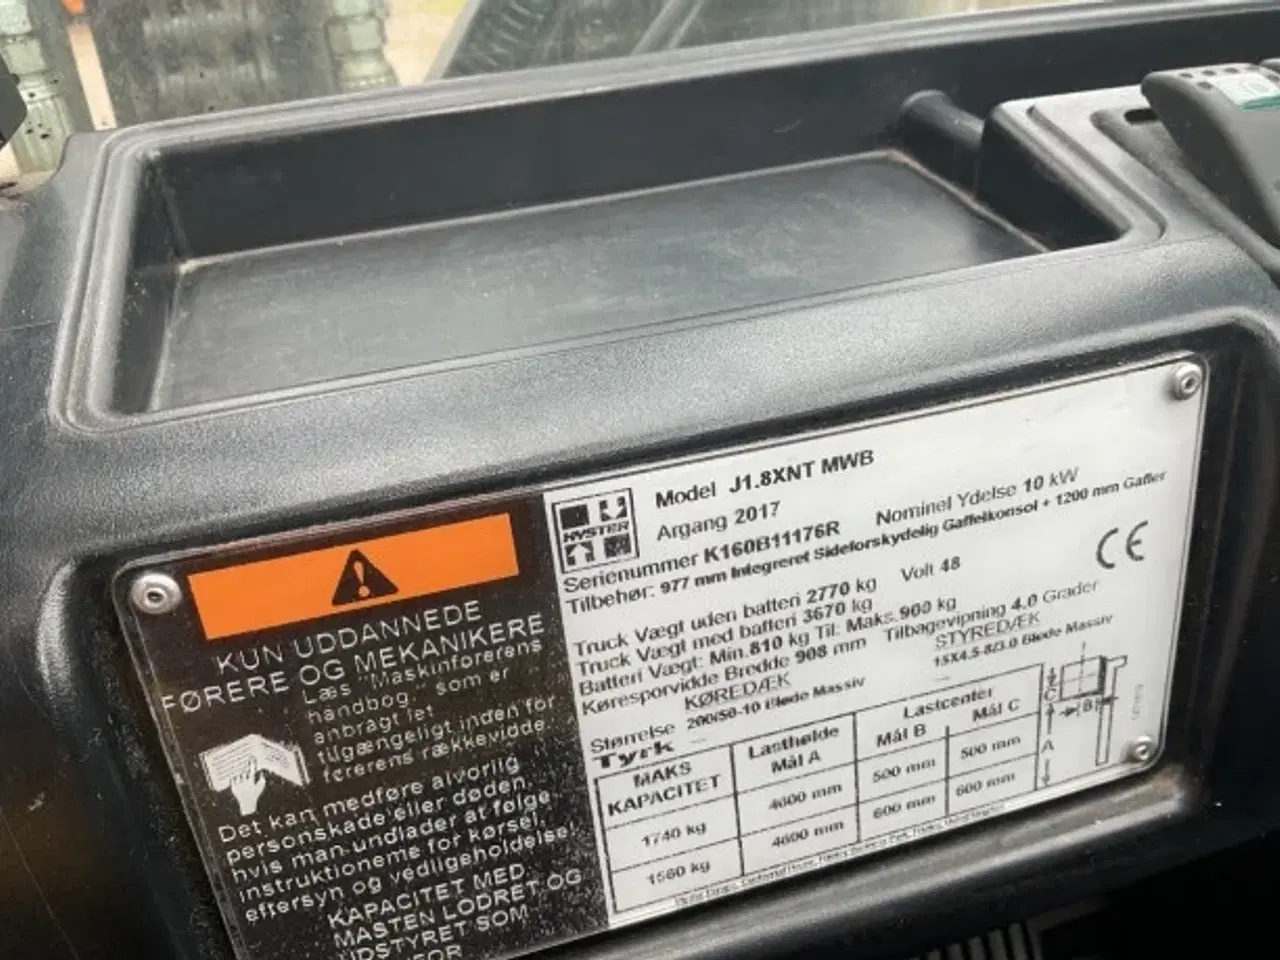 KUN UDDANNEDE
FØRERE OG MEKANIKERE
Læs "Maskinførerens
håndbog" som er
anbragt let
tilgængeligt inden for
førerens rækkevidde.
Det kan medføre alvorlig
personskade eller døden,
hvis man undlader at følge
instruktionerne for kørsel,
eftersyn og vedligeholdelse!
KAPACITET MED
MASTEN LODRET OG
UDSTYRET SOM
HYSTER
Model J1.8XNT MWB
Årgang 2017
Serienummer K160B11176R Nominel Ydelse 10 kW
Tilbehør: 977 mm Integreret Sideforskydelig Gaffelkonsol + 1200 mm Gafler
Truck Vægt uden batteri 2770 kg Volt 48
Truck Vægt med batteri 3670 kg
Batteri Vægt: Min. 810 kg Til: Maks. 900 kg
Køresporvidde Bredde 908 mm Tilbagevipning 4.0 Grader
KØREDÆK STYREDÆK
Størrelse 200/50-10 Bløde Massiv 15X4.5-8/3.0 Bløde Massiv
Tyrk
MAKS KAPACITET Lasthølde Mål A Lastcenter Mål B Mål C
1740 kg 4600 mm 500 mm 500 mm
1560 kg 4600 mm 600 mm 600 mm
C
B
A
CE